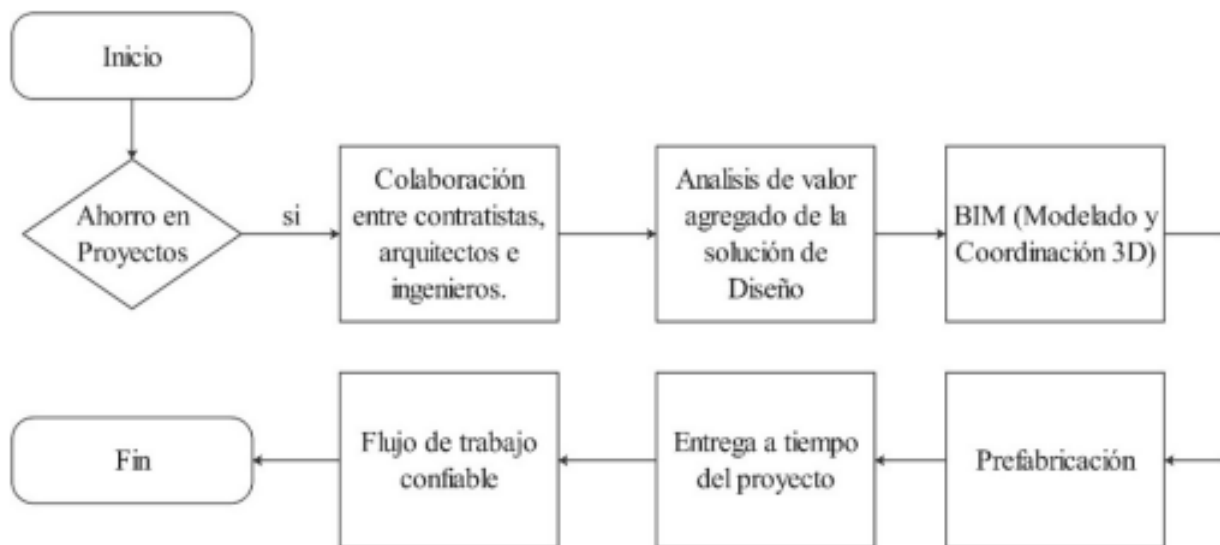 Inicio
Ahorro en
Proyectos
si
Colaboración
entre contratistas,
arquitectos e
ingenieros.
Analisis de valor
agregado de la
solución de
Diseño
BIM (Modelado y
Coordinación 3D)
Prefabricación
Entrega a tiempo
del proyecto
Flujo de trabajo
confiable
Fin